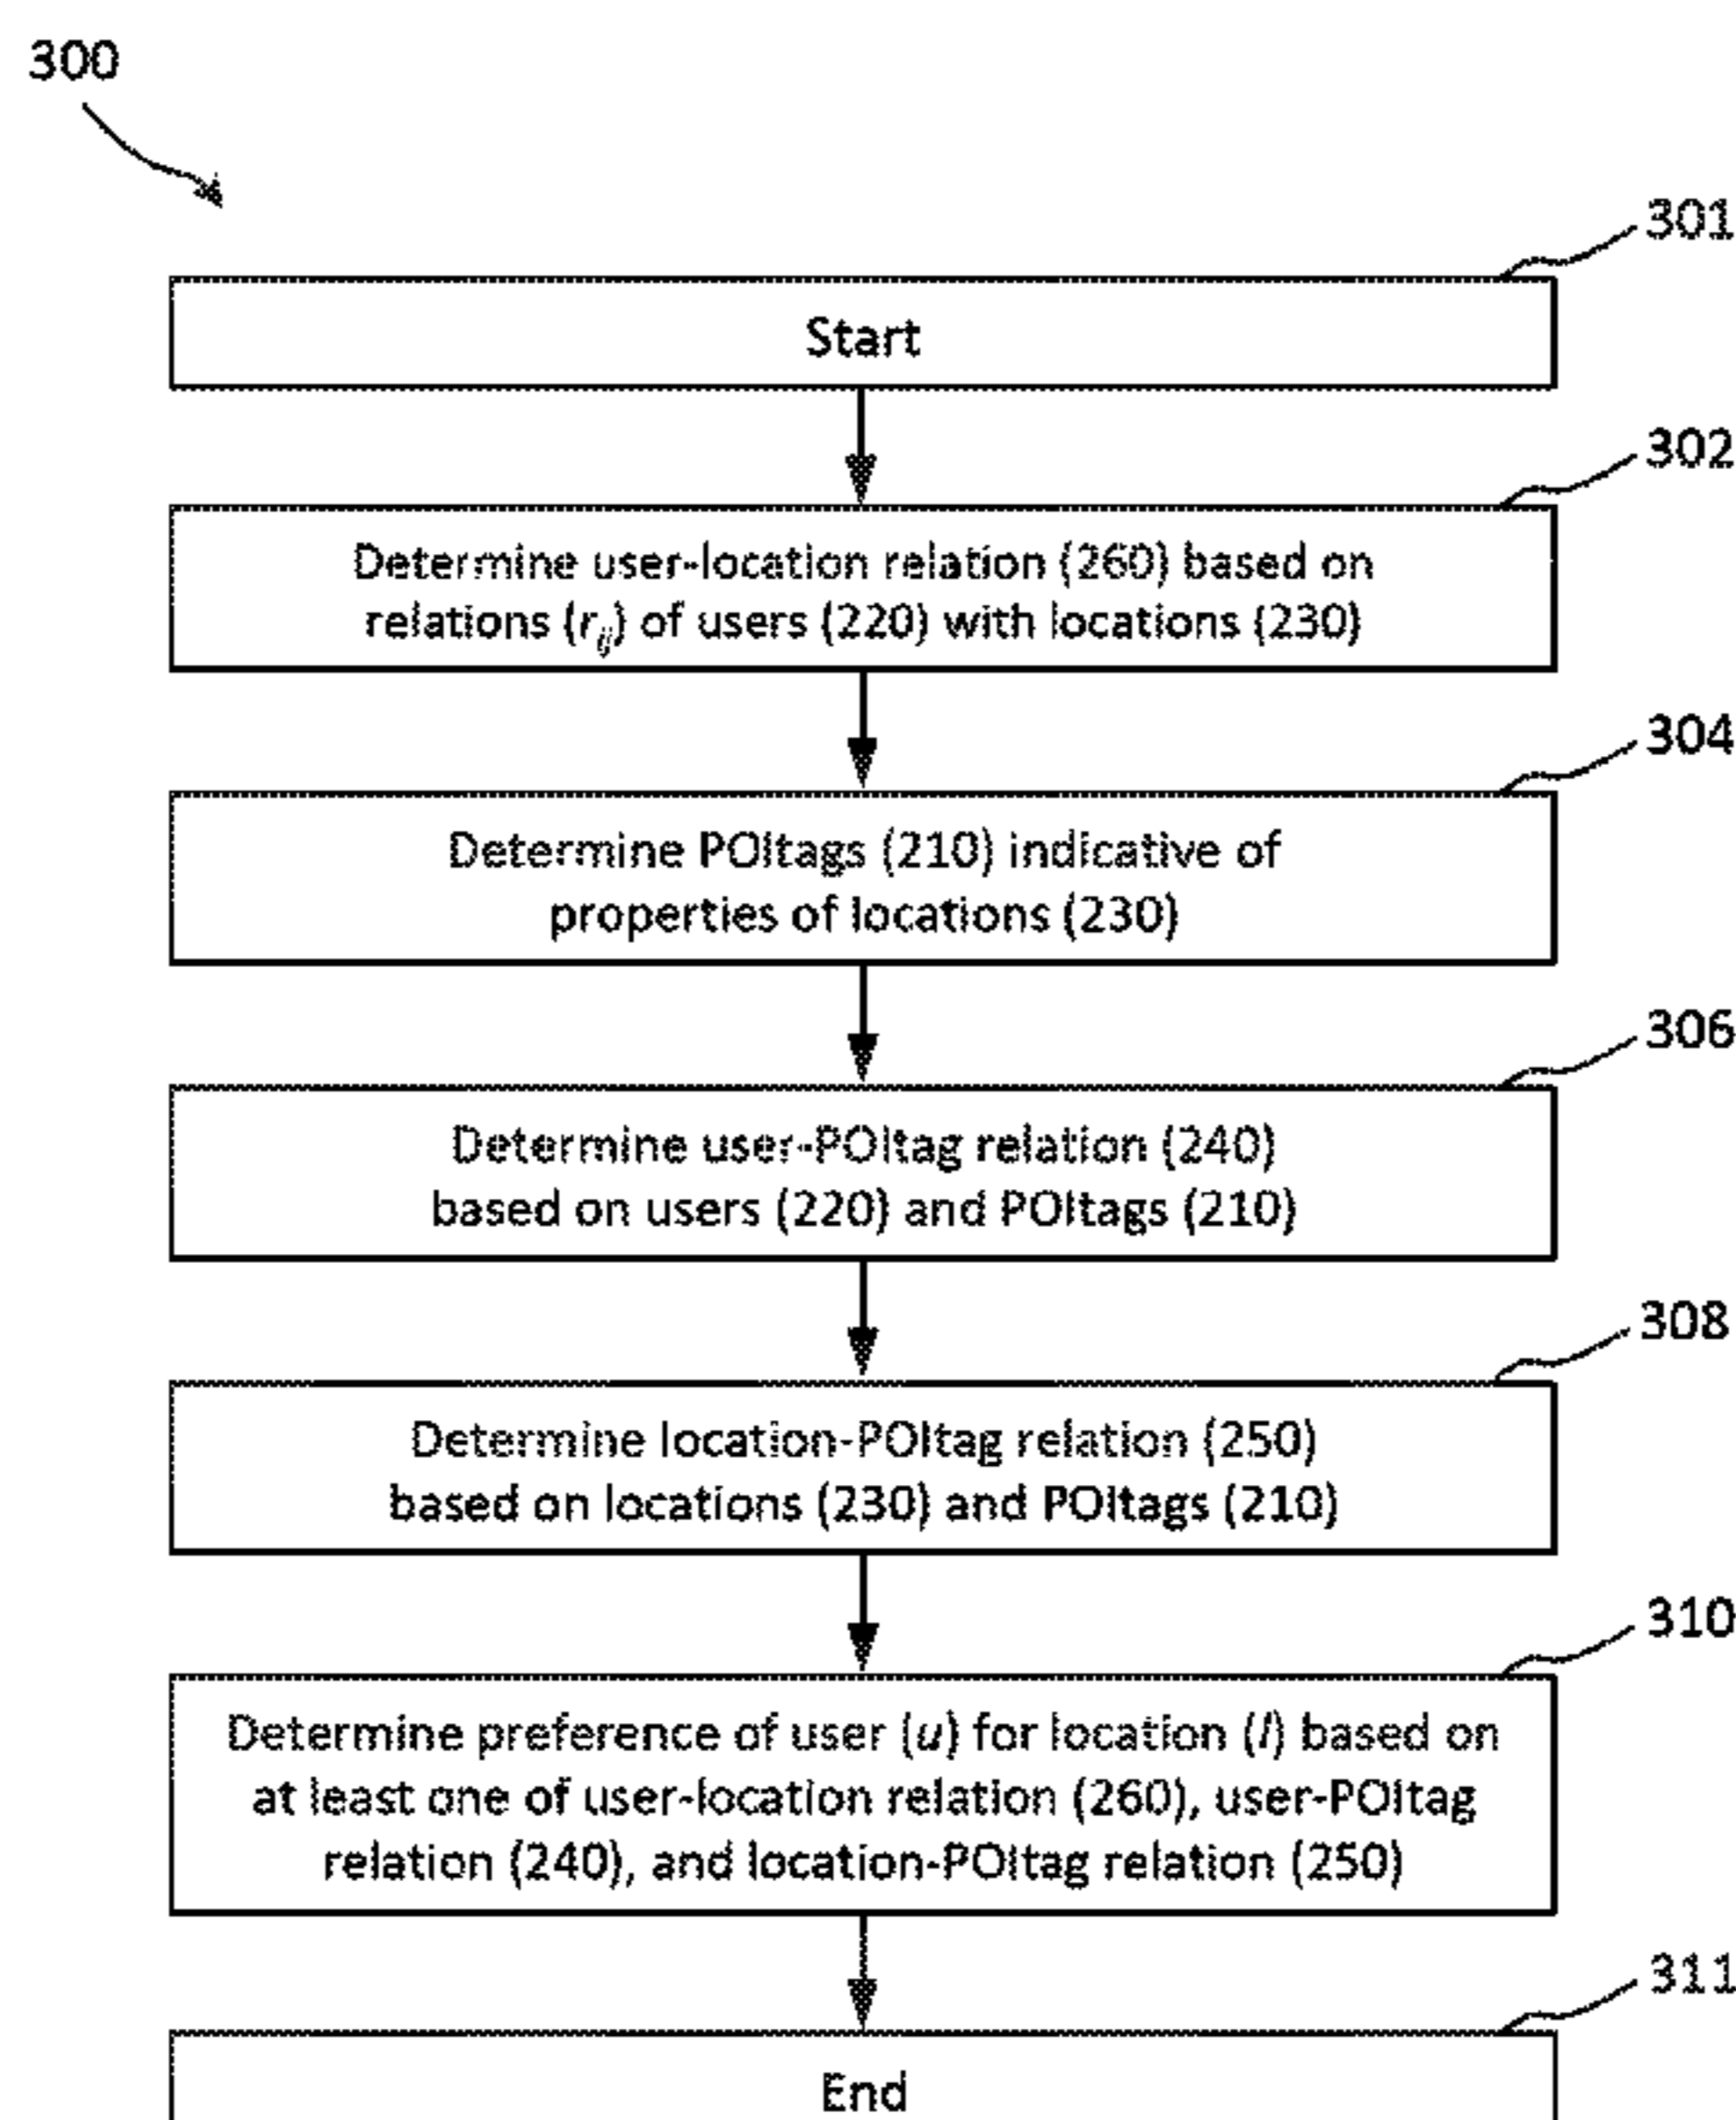 300
301
Start
302
Determine user-location relation (260) based on
relations (rij) of users (220) with locations (230)
304
Determine POItags (210) indicative of
properties of locations (230)
306
Determine user-POItag relation (240)
based on users (220) and POItags (210)
308
Determine location-POItag relation (250)
based on locations (230) and POItags (210)
310
Determine preference of user (u) for location (l) based on
at least one of user-location relation (260), user-POItag
relation (240), and location-POItag relation (250)
311
End